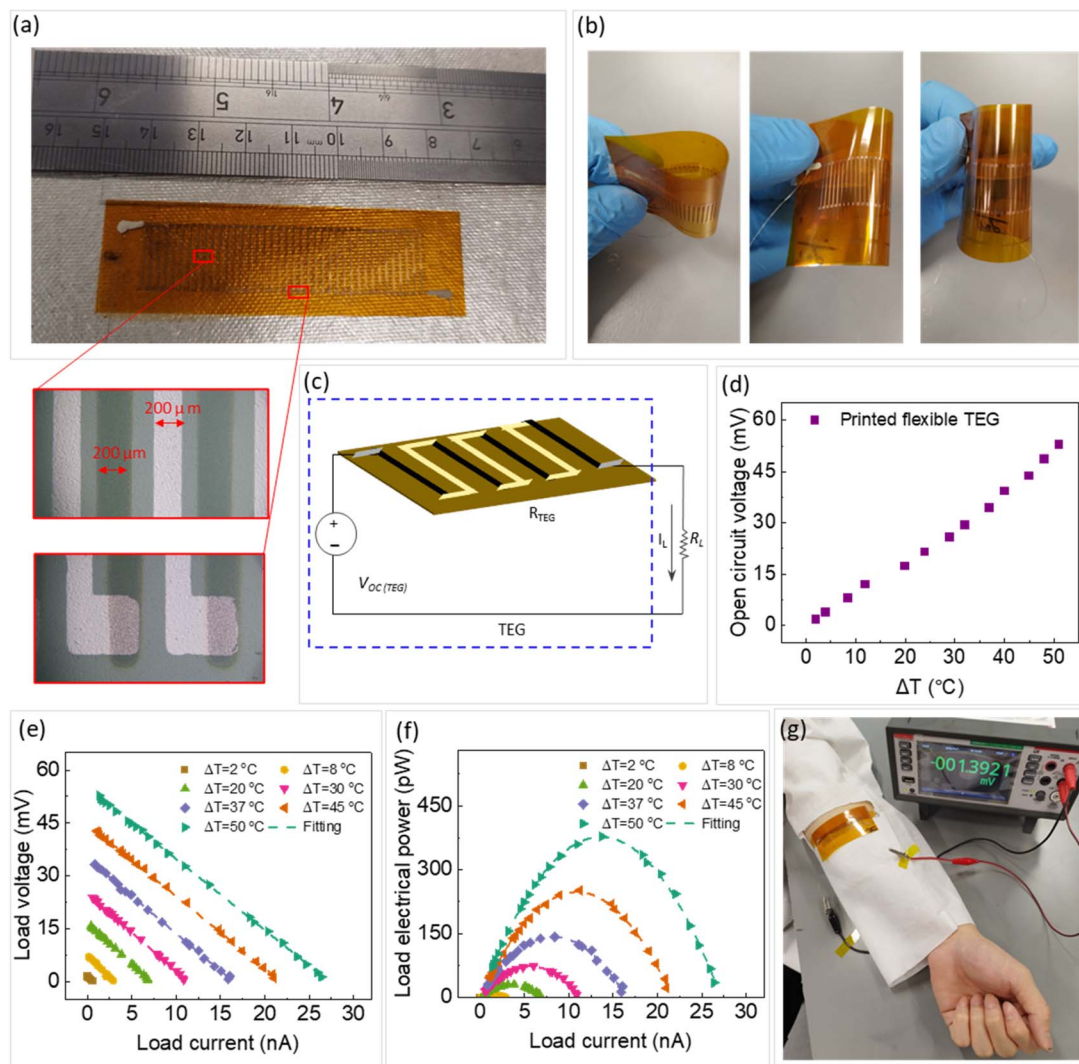 (a)
6
5
4
3
16
15
14
13
12
11
mm
10
9
8
7
200 μm
200 μm
(b)
(c)
R_TEG
I_L
R_L
V_OC (TEG)
TEG
(d)
Printed flexible TEG
Open circuit voltage (mV)
60
45
30
15
0
0 10 20 30 40 50
ΔT (°C)
(e)
ΔT=2 °C ΔT=8 °C
ΔT=20 °C ΔT=30 °C
ΔT=37 °C ΔT=45 °C
ΔT=50 °C Fitting
Load voltage (mV)
60
45
30
15
0
0 5 10 15 20 25 30
Load current (nA)
(f)
ΔT=2 °C ΔT=8 °C
ΔT=20 °C ΔT=30 °C
ΔT=37 °C ΔT=45 °C
ΔT=50 °C Fitting
Load electrical power (pW)
450
300
150
0
0 5 10 15 20 25 30
Load current (nA)
(g)
-001.3921
mV